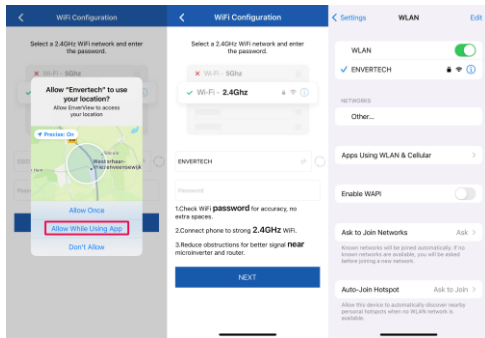 WiFi Configuration
Select a 2.4GHz WiFi network and enter
the password.
Wi-Fi - 5Ghz
Allow "Envertech" to use
your location?
Allow EnverView to access
your location
Precise: On
Allow Once
Allow While Using App
Don't Allow
WiFi Configuration
Select a 2.4GHz WiFi network and enter
the password.
Wi-Fi - 5Ghz
Wi-Fi - 2.4Ghz
ENVERTECH
Password
1.Check WiFi password for accuracy, no
extra spaces.
2.Connect phone to strong 2.4GHz WiFi.
3.Reduce obstructions for better signal near
microinverter and router.
NEXT
Settings
WLAN
Edit
WLAN
ENVERTECH
NETWORKS
Other...
Apps Using WLAN & Cellular
Enable WAPI
Ask to Join Networks
Ask
Known networks will be joined automatically. If no
known networks are available, you will be asked
before joining a new network.
Auto-Join Hotspot
Ask to Join
Allow this device to automatically discover nearby
personal hotspots when no WLAN network is
available.